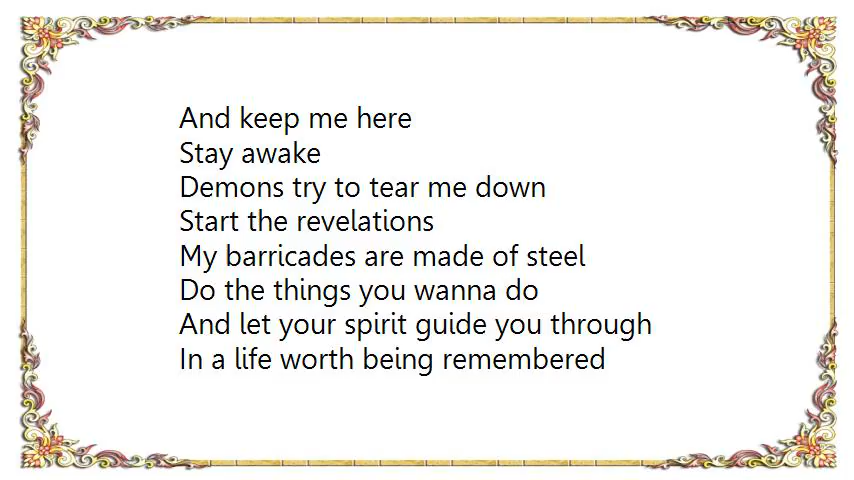 And keep me here
Stay awake
Demons try to tear me down
Start the revelations
My barricades are made of steel
Do the things you wanna do
And let your spirit guide you through
In a life worth being remembered